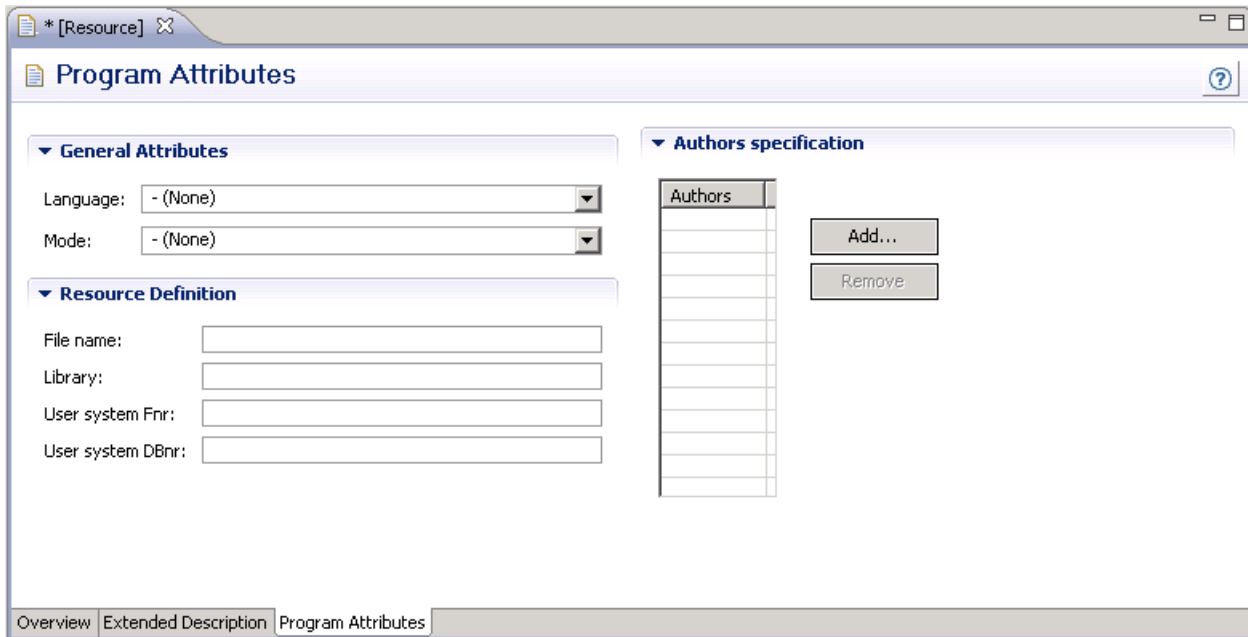 * [Resource]
Program Attributes
General Attributes
Language: - (None)
Mode: - (None)
Resource Definition
File name:
Library:
User system Fnr:
User system DBnr:
Authors specification
Authors
Add...
Remove
Overview Extended Description Program Attributes